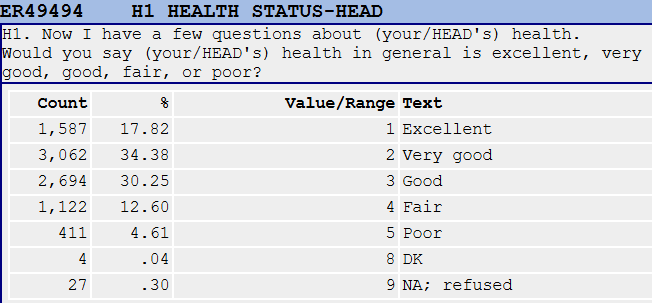 ER49494 H1 HEALTH STATUS-HEAD
H1. Now I have a few questions about (your/HEAD's) health.
Would you say (your/HEAD's) health in general is excellent, very
good, good, fair, or poor?
Count % Value/Range Text
1,587 17.82 1 Excellent
3,062 34.38 2 Very good
2,694 30.25 3 Good
1,122 12.60 4 Fair
411 4.61 5 Poor
4 .04 8 DK
27 .30 9 NA; refused